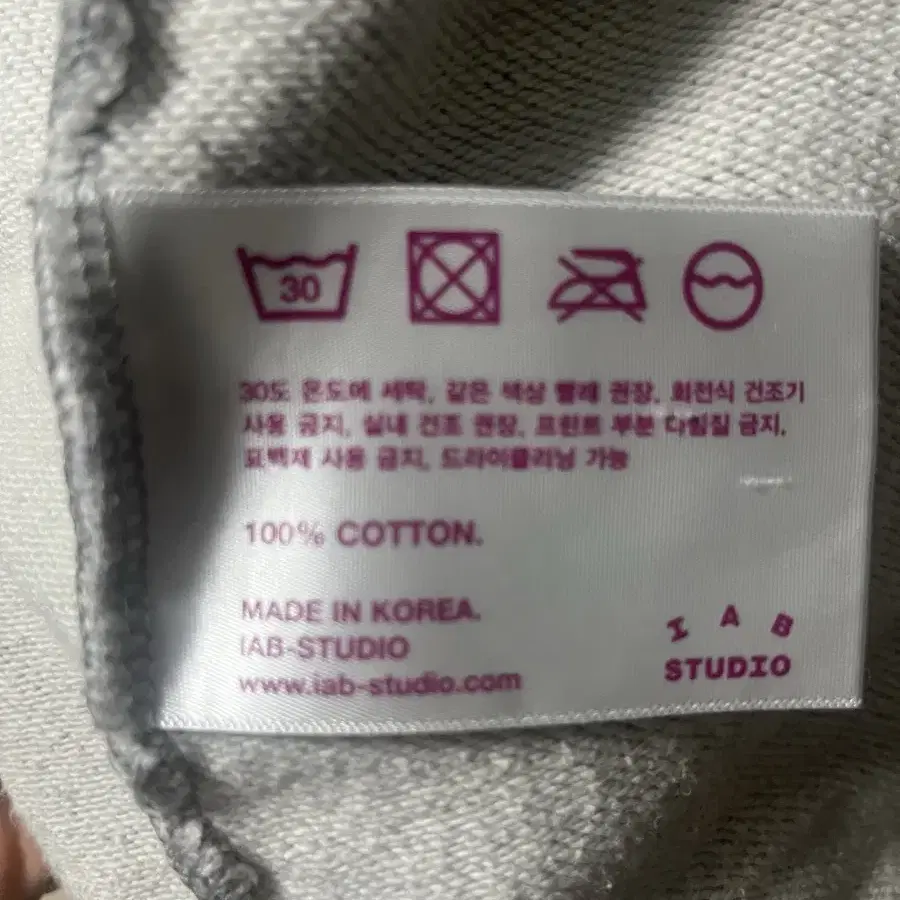 30
30도 온도에 세탁, 같은 색상 빨래 권장, 회전식 건조기
사용 금지, 실내 건조 권장, 프린트 부분 다림질 금지,
표백제 사용 금지, 드라이클리닝 가능
100% COTTON.
MADE IN KOREA.
IAB-STUDIO
www.iab-studio.com
I A B
STUDIO